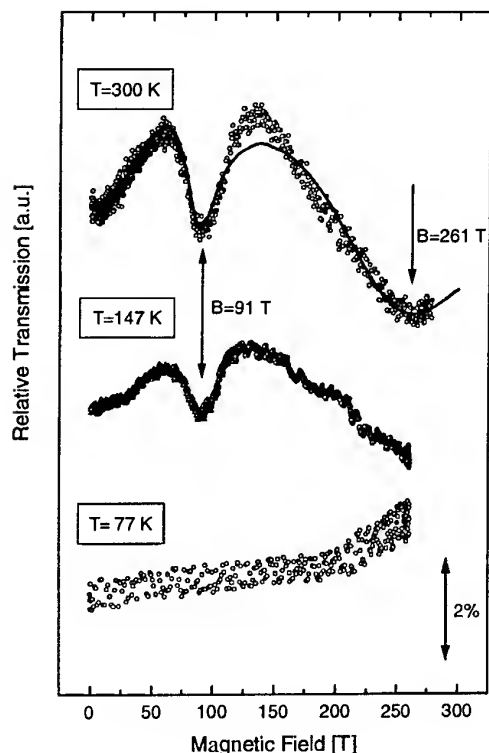 T=300 K
B=261 T
T=147 K
B=91 T
T= 77 K
2%
Relative Transmission [a.u.]
0 50 100 150 200 250 300
Magnetic Field [T]